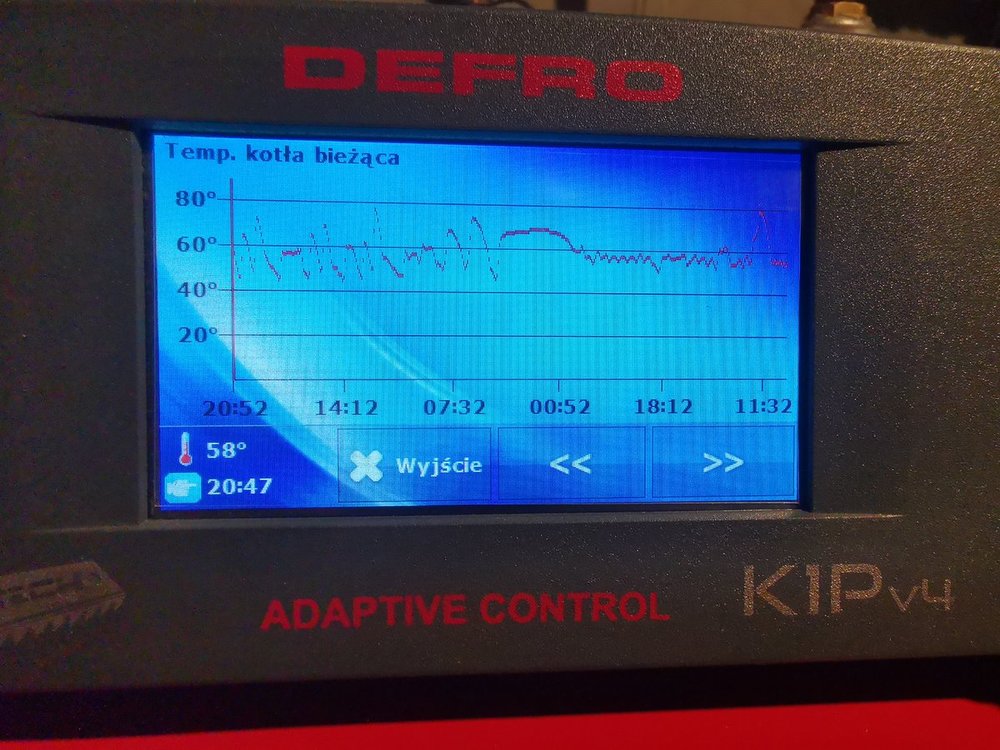 DEFRO
Temp. kotła bieżąca
80°
60°
40°
20°
20:52 14:12 07:32 00:52 18:12 11:32
58°
Wyjście << >>
20:47
ADAPTIVE CONTROL
K1Pv4